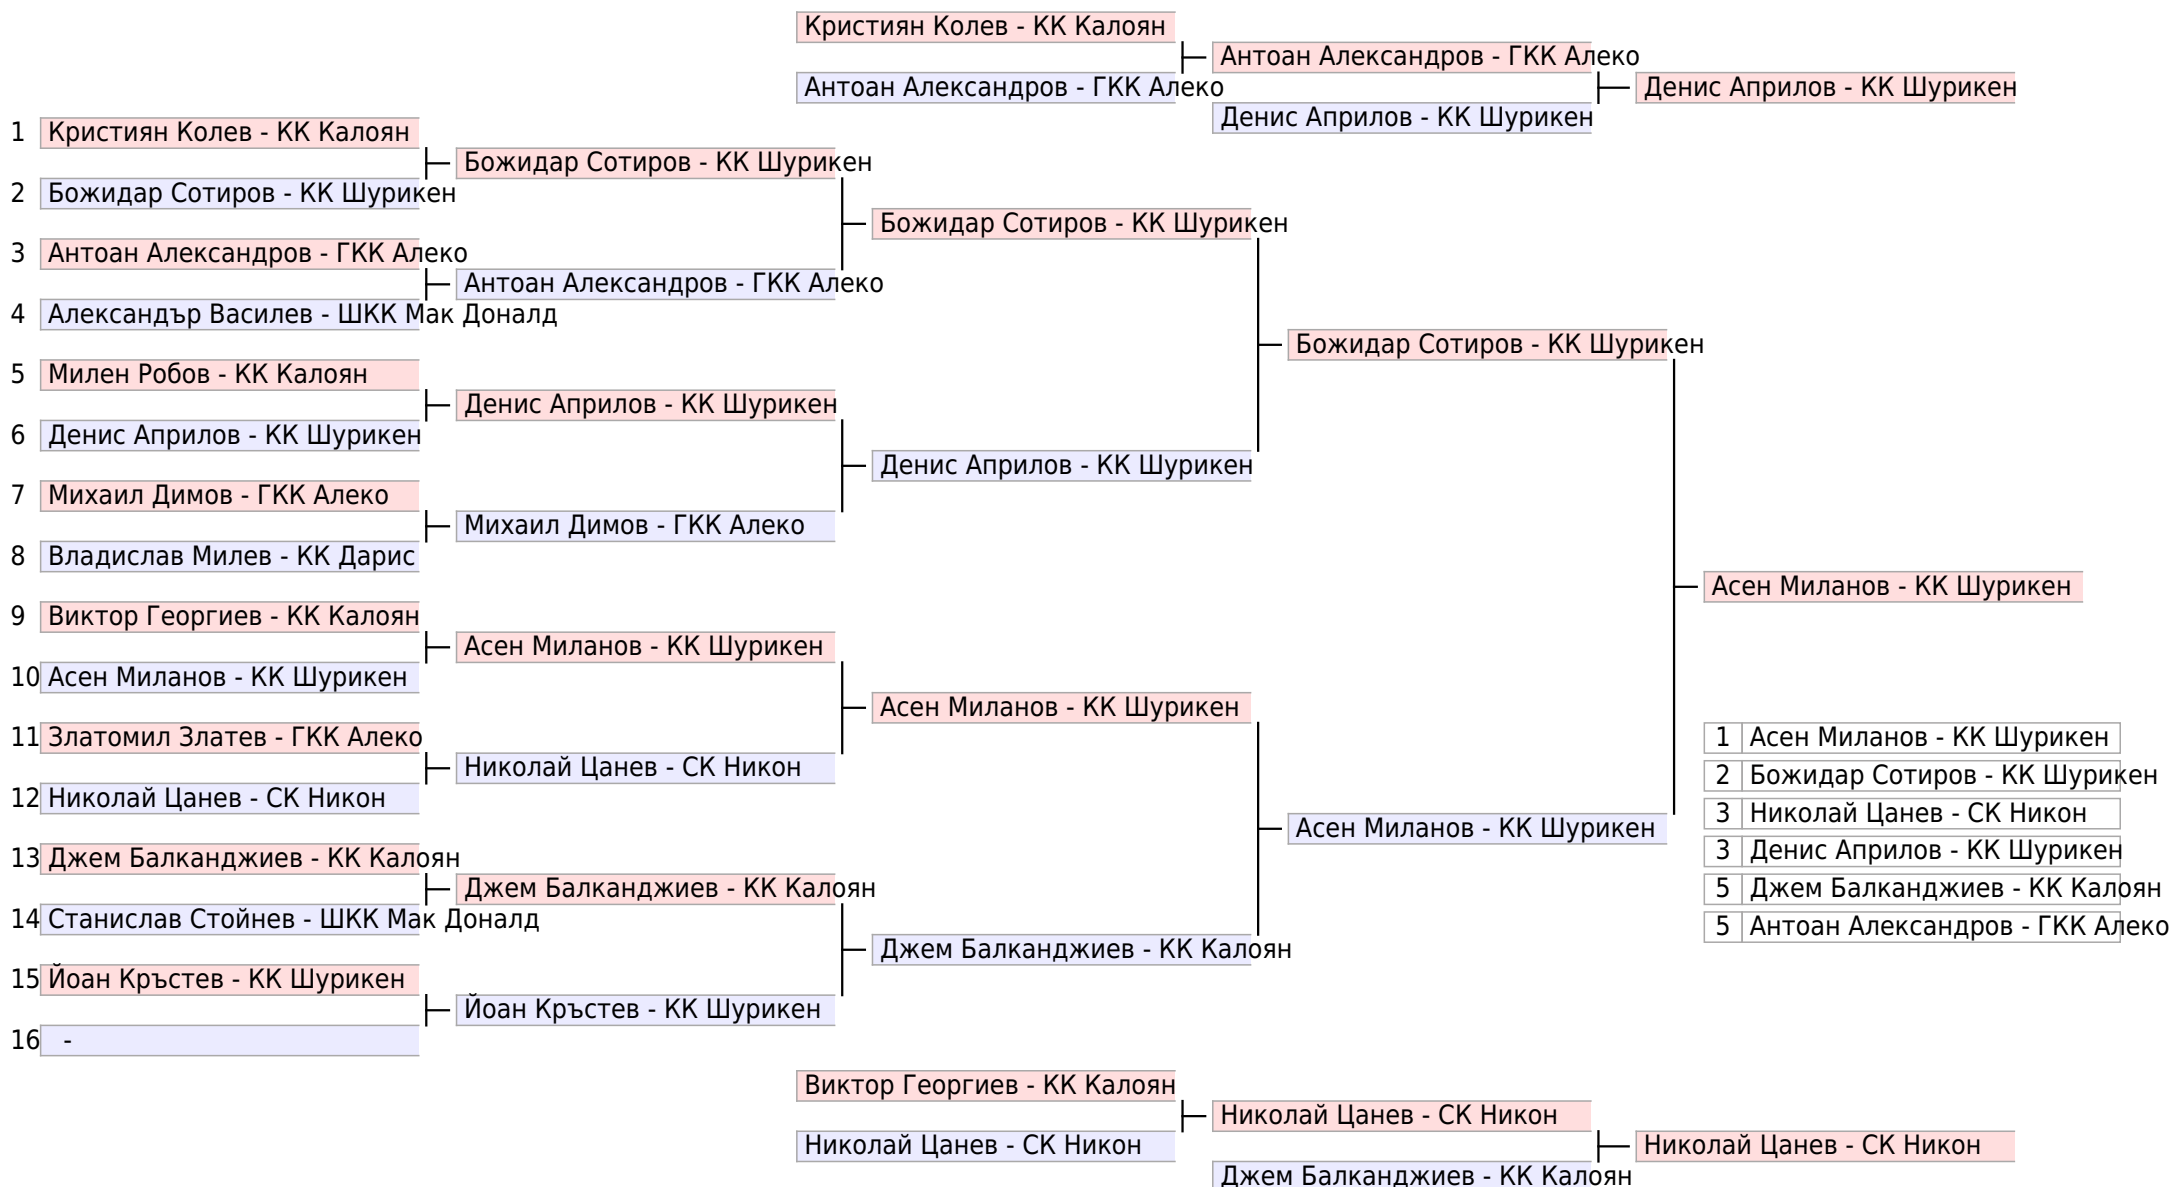 Кристиян Колев - КК Калоян
Антоан Александров - ГКК Алеко
Антоан Александров - ГКК Алеко
Денис Априлов - КК Шурикен
Денис Априлов - КК Шурикен
1 Кристиян Колев - КК Калоян
2 Божидар Сотиров - КК Шурикен
3 Антоан Александров - ГКК Алеко
4 Александър Василев - ШКК Мак Доналд
5 Милен Робов - КК Калоян
6 Денис Априлов - КК Шурикен
7 Михаил Димов - ГКК Алеко
8 Владислав Милев - КК Дарис
9 Виктор Георгиев - КК Калоян
10 Асен Миланов - КК Шурикен
11 Златомил Златев - ГКК Алеко
12 Николай Цанев - СК Никон
13 Джем Балканджиев - КК Калоян
14 Станислав Стойнев - ШКК Мак Доналд
15 Йоан Кръстев - КК Шурикен
16 -
Божидар Сотиров - КК Шурикен
Антоан Александров - ГКК Алеко
Денис Априлов - КК Шурикен
Михаил Димов - ГКК Алеко
Асен Миланов - КК Шурикен
Николай Цанев - СК Никон
Джем Балканджиев - КК Калоян
Йоан Кръстев - КК Шурикен
Божидар Сотиров - КК Шурикен
Денис Априлов - КК Шурикен
Асен Миланов - КК Шурикен
Джем Балканджиев - КК Калоян
Божидар Сотиров - КК Шурикен
Асен Миланов - КК Шурикен
Асен Миланов - КК Шурикен
1 Асен Миланов - КК Шурикен
2 Божидар Сотиров - КК Шурикен
3 Николай Цанев - СК Никон
3 Денис Априлов - КК Шурикен
5 Джем Балканджиев - КК Калоян
5 Антоан Александров - ГКК Алеко
Виктор Георгиев - КК Калоян
Николай Цанев - СК Никон
Николай Цанев - СК Никон
Джем Балканджиев - КК Калоян
Николай Цанев - СК Никон